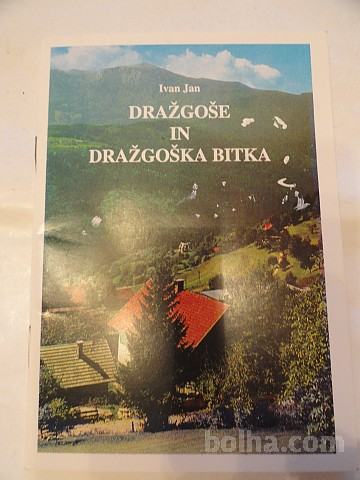 Ivan Jan
DRAŽGOŠE
IN
DRAŽGOŠKA BITKA
bolha.com